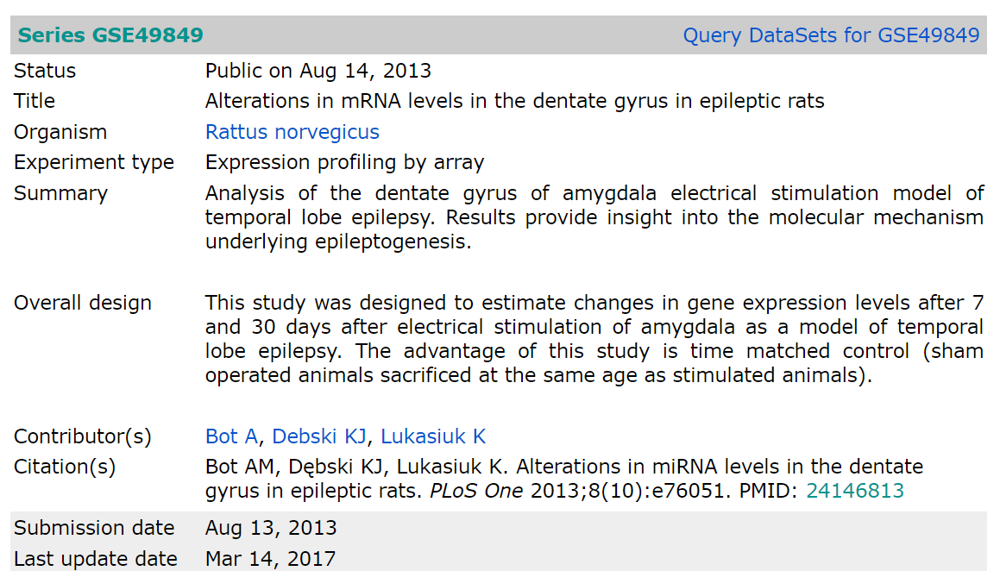 Series GSE49849 Query DataSets for GSE49849
Status Public on Aug 14, 2013
Title Alterations in mRNA levels in the dentate gyrus in epileptic rats
Organism Rattus norvegicus
Experiment type Expression profiling by array
Summary Analysis of the dentate gyrus of amygdala electrical stimulation model of
temporal lobe epilepsy. Results provide insight into the molecular mechanism
underlying epileptogenesis.
Overall design This study was designed to estimate changes in gene expression levels after 7
and 30 days after electrical stimulation of amygdala as a model of temporal
lobe epilepsy. The advantage of this study is time matched control (sham
operated animals sacrificed at the same age as stimulated animals).
Contributor(s) Bot A, Debski KJ, Lukasiuk K
Citation(s) Bot AM, Dębski KJ, Lukasiuk K. Alterations in miRNA levels in the dentate
gyrus in epileptic rats. PLoS One 2013;8(10):e76051. PMID: 24146813
Submission date Aug 13, 2013
Last update date Mar 14, 2017